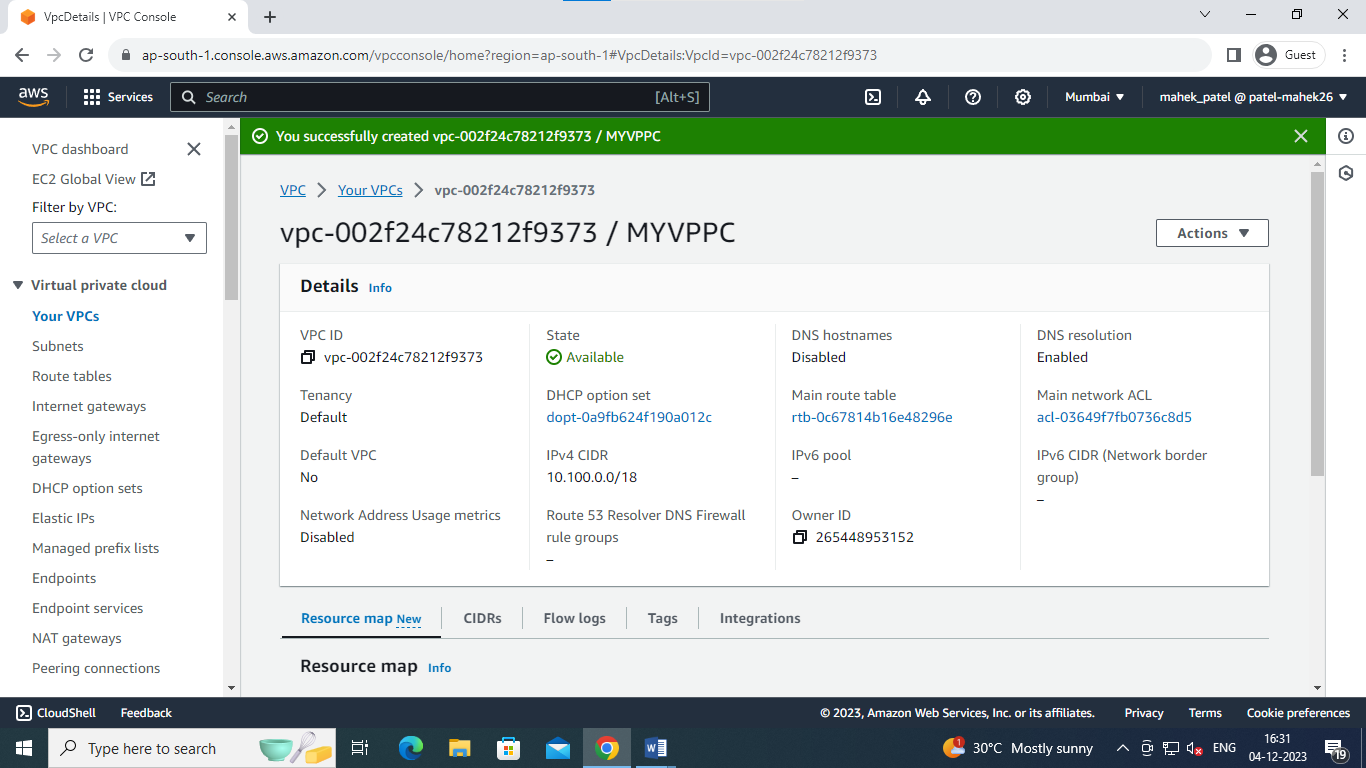 VpcDetails | VPC Console
ap-south-1.console.aws.amazon.com/vpcconsole/home?region=ap-south-1#VpcDetails:VpcId=vpc-002f24c78212f9373
Guest
aws
Services
Search
[Alt+S]
Mumbai
mahek_patel @ patel-mahek26
VPC dashboard
EC2 Global View
Filter by VPC:
Select a VPC
Virtual private cloud
Your VPCs
Subnets
Route tables
Internet gateways
Egress-only internet
gateways
DHCP option sets
Elastic IPs
Managed prefix lists
Endpoints
Endpoint services
NAT gateways
Peering connections
You successfully created vpc-002f24c78212f9373 / MYVPPC
VPC > Your VPCs > vpc-002f24c78212f9373
vpc-002f24c78212f9373 / MYVPPC
Actions
Details Info
VPC ID
vpc-002f24c78212f9373
State
Available
DNS hostnames
Disabled
DNS resolution
Enabled
Tenancy
Default
DHCP option set
dopt-0a9fb624f190a012c
Main route table
rtb-0c67814b16e48296e
Main network ACL
acl-03649f7fb0736c8d5
Default VPC
No
IPv4 CIDR
10.100.0.0/18
IPv6 pool
–
IPv6 CIDR (Network border
group)
–
Network Address Usage metrics
Disabled
Route 53 Resolver DNS Firewall
rule groups
–
Owner ID
265448953152
Resource map New
CIDRs
Flow logs
Tags
Integrations
Resource map Info
CloudShell
Feedback
© 2023, Amazon Web Services, Inc. or its affiliates.
Privacy
Terms
Cookie preferences
Type here to search
1
30°C Mostly sunny
ENG
16:31
04-12-2023
19